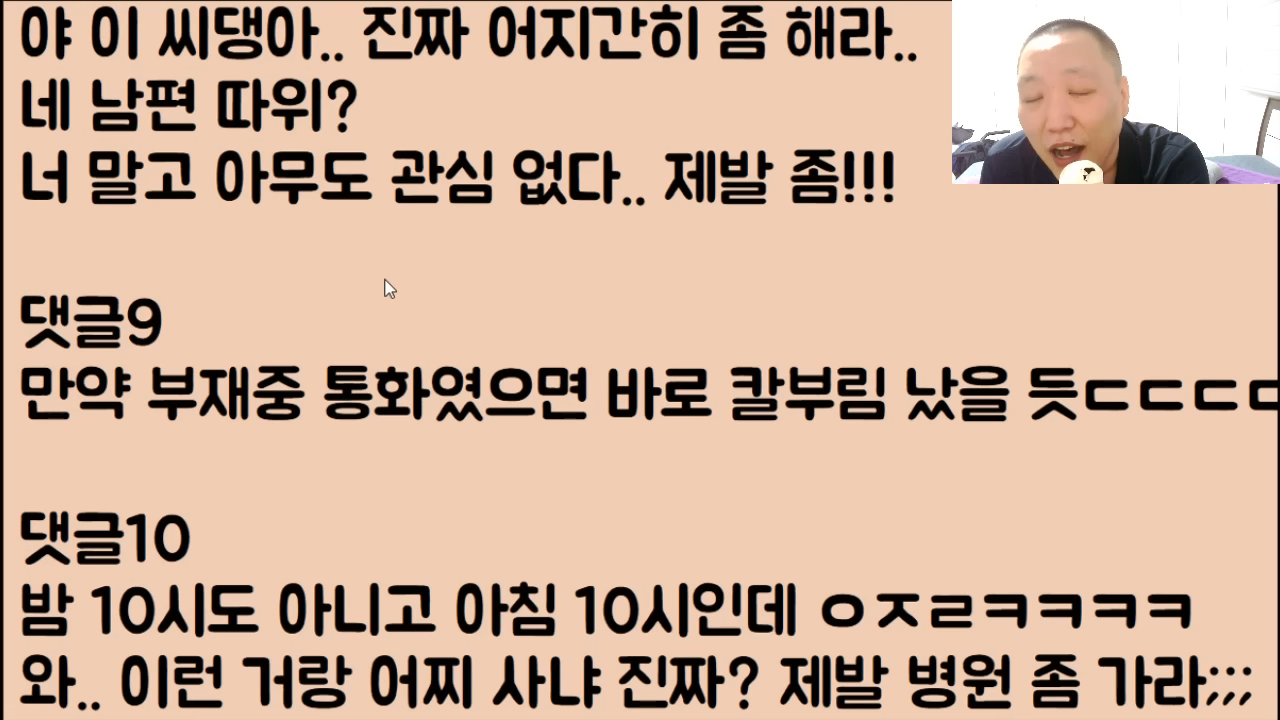 야 이 씨댕아.. 진짜 어지간히 좀 해라..
네 남편 따위?
너 말고 아무도 관심 없다.. 제발 좀!!!
댓글9
만약 부재중 통화였으면 바로 칼부림 났을 듯ㄷㄷㄷㄷ
댓글10
밤 10시도 아니고 아침 10시인데 ㅇㅈㄹㅋㅋㅋㅋ
와.. 이런 거랑 어찌 사냐 진짜? 제발 병원 좀 가라;;;